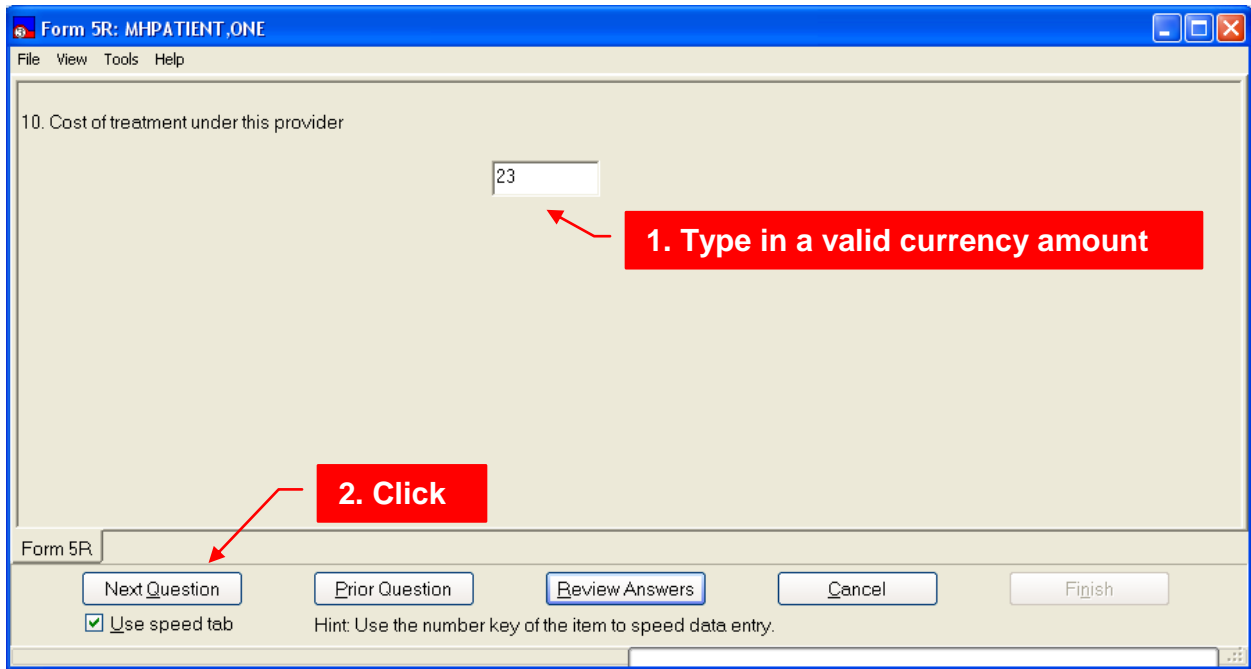 Form 5R: MHPATIENT,ONE
File View Tools Help
10. Cost of treatment under this provider
23
1. Type in a valid currency amount
2. Click
Form 5R
Next Question Prior Question Review Answers Cancel Finish
Use speed tab Hint: Use the number key of the item to speed data entry.